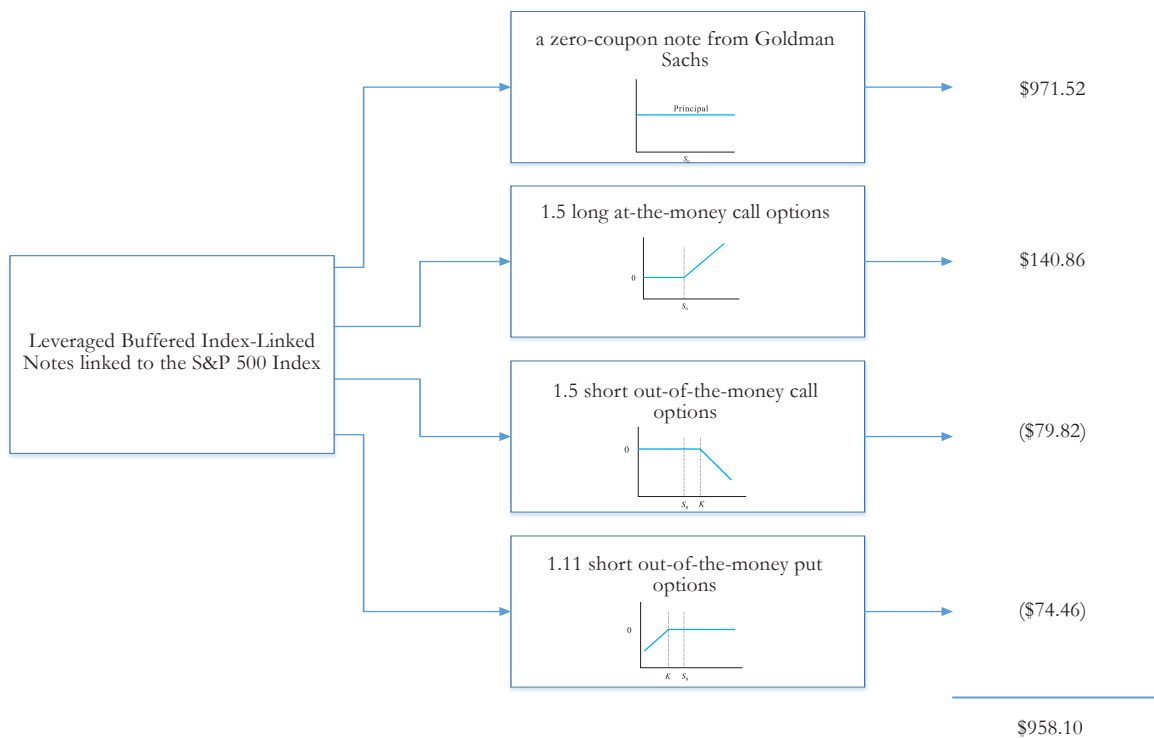 a zero-coupon note from Goldman
Sachs
Principal
S₀
$971.52
1.5 long at-the-money call options
0
S₀
$140.86
Leveraged Buffered Index-Linked
Notes linked to the S&P 500 Index
1.5 short out-of-the-money call
options
0
S₀ K
($79.82)
1.11 short out-of-the-money put
options
0
K S₀
($74.46)
$958.10